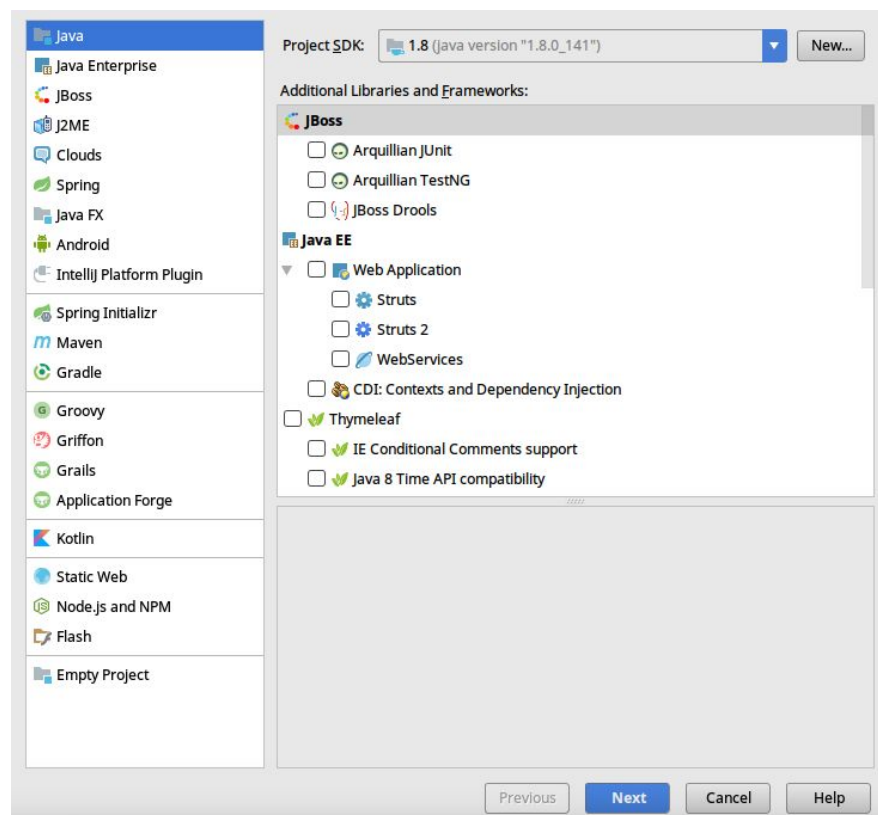 Java
Java Enterprise
JBoss
J2ME
Clouds
Spring
Java FX
Android
IntelliJ Platform Plugin
Spring Initializr
Maven
Gradle
Groovy
Griffon
Grails
Application Forge
Kotlin
Static Web
Node.js and NPM
Flash
Empty Project
Project SDK: 1.8 (java version "1.8.0_141") New...
Additional Libraries and Frameworks:
JBoss
Arquillian JUnit
Arquillian TestNG
JBoss Drools
Java EE
Web Application
Struts
Struts 2
WebServices
CDI: Contexts and Dependency Injection
Thymeleaf
IE Conditional Comments support
Java 8 Time API compatibility
Previous Next Cancel Help